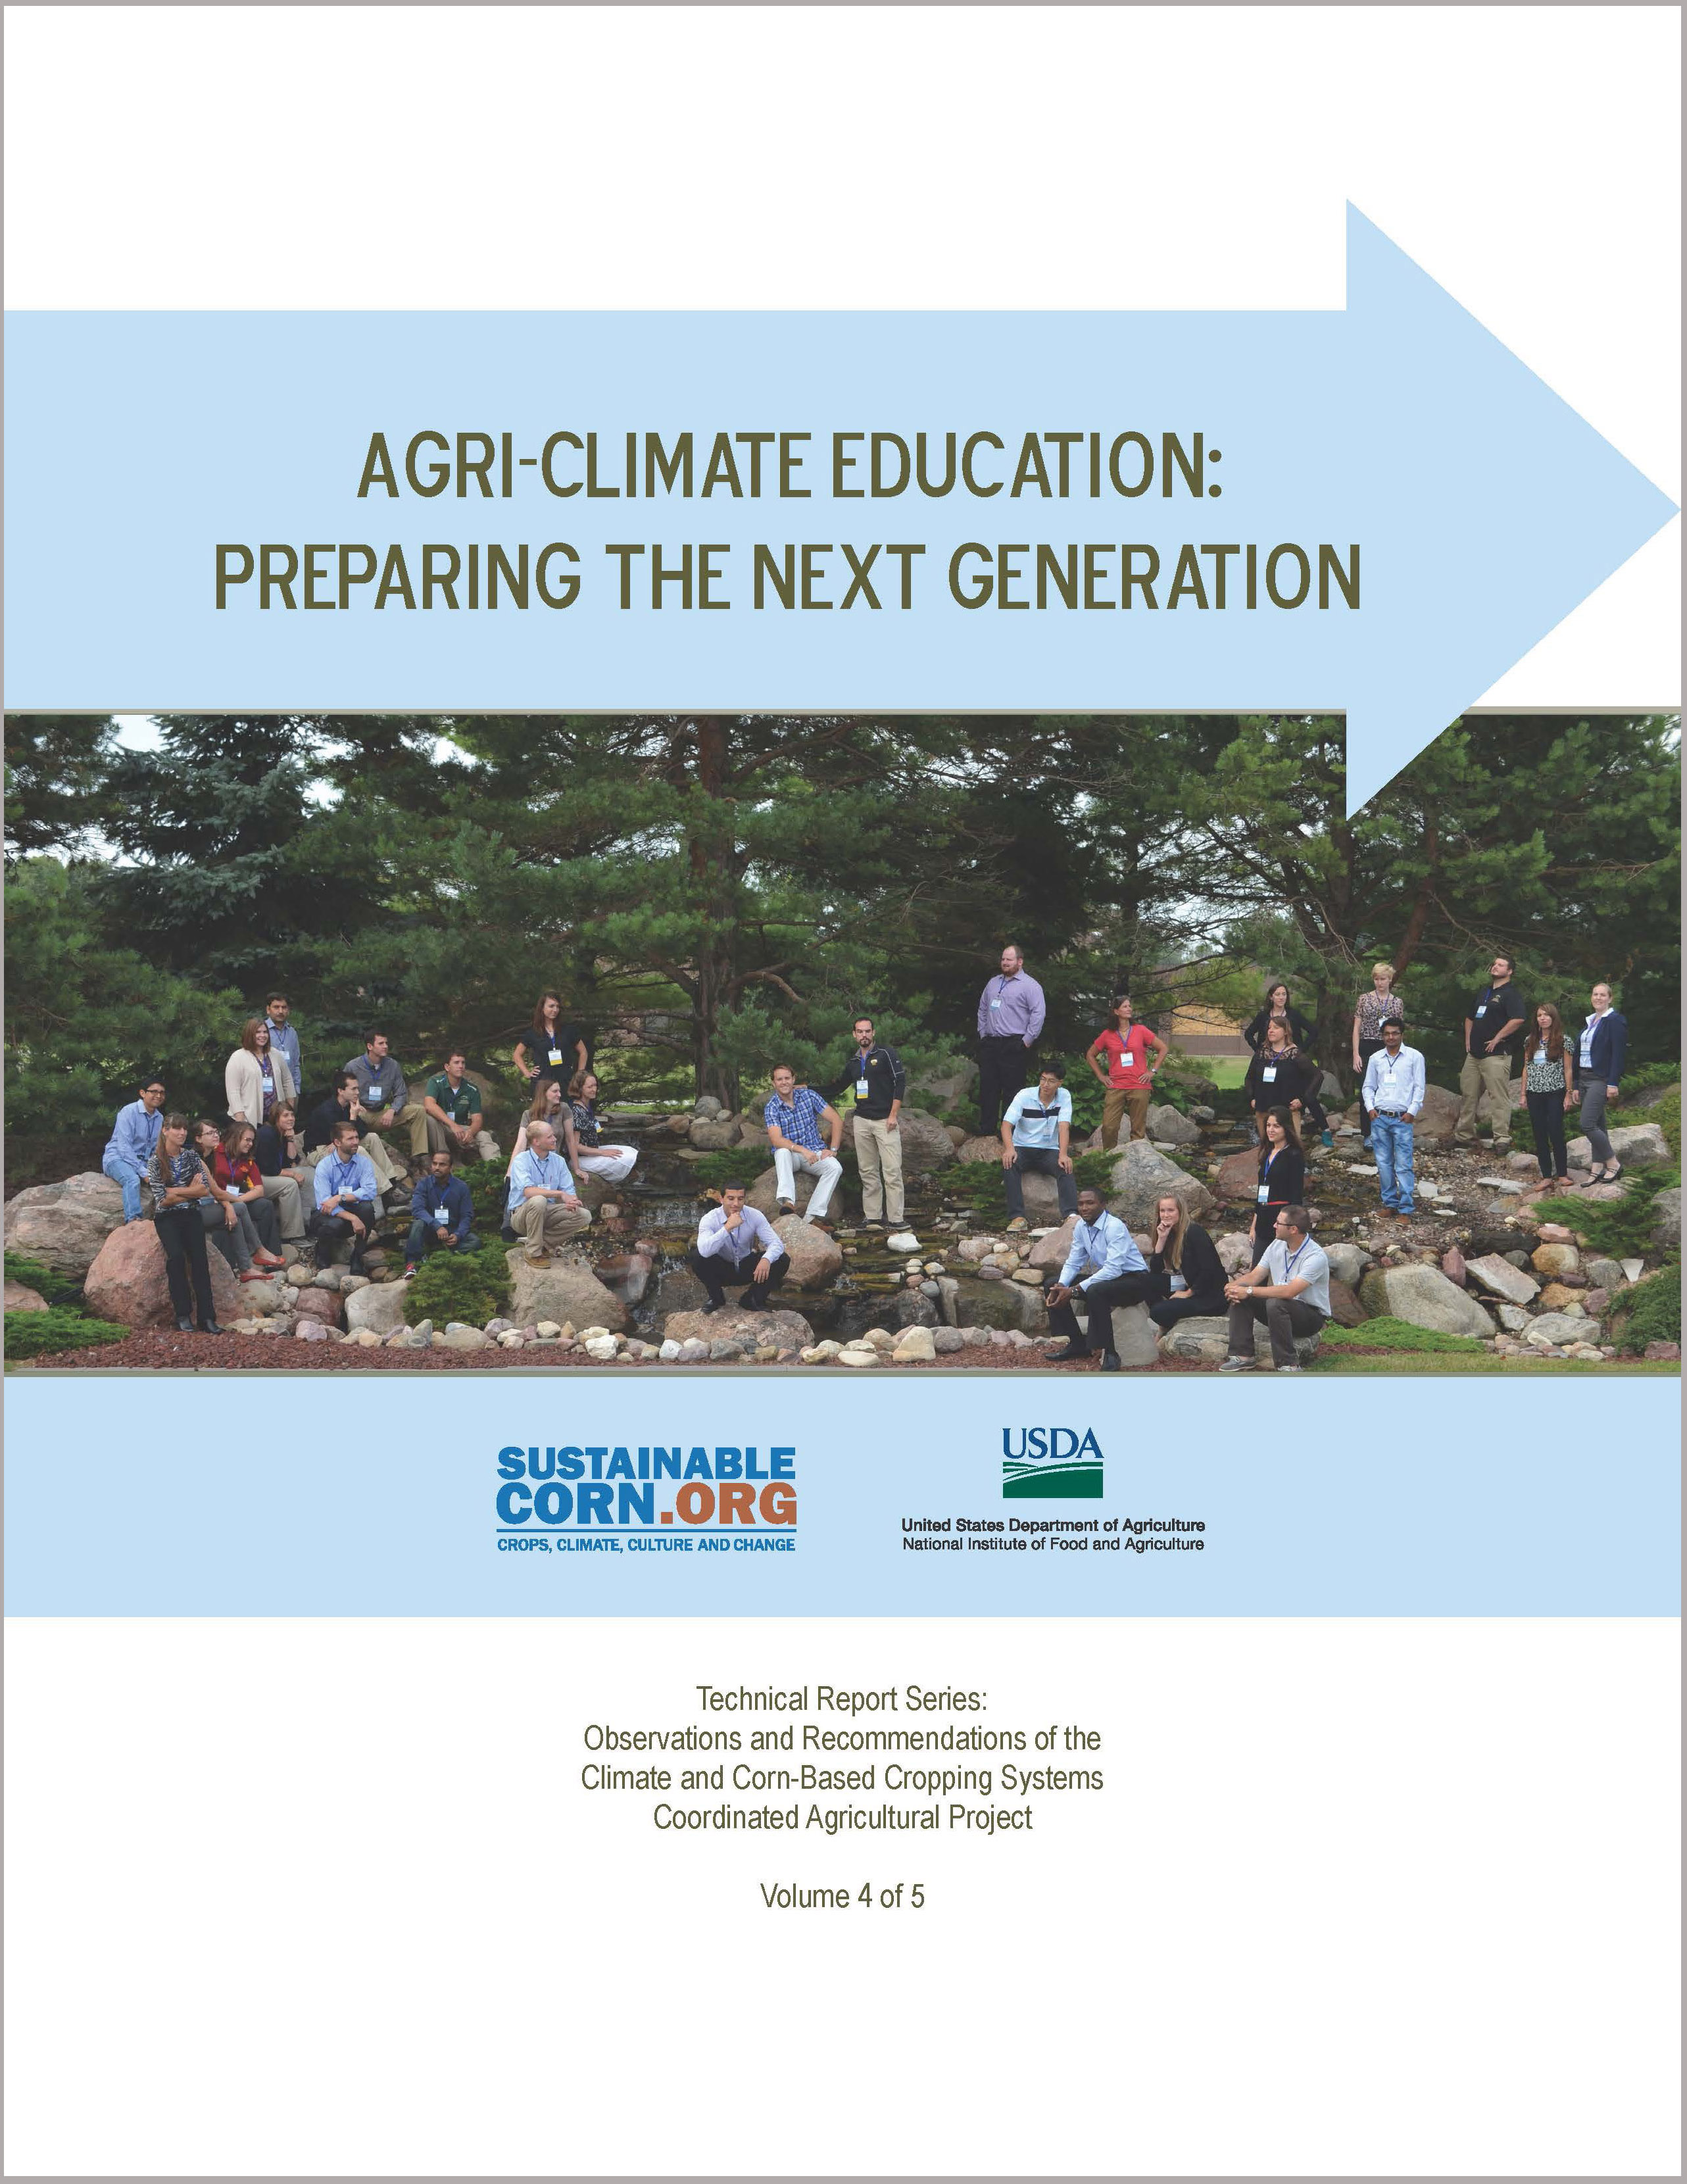 AGRI-CLIMATE EDUCATION:
PREPARING THE NEXT GENERATION
SUSTAINABLE
CORN.ORG
CROPS, CLIMATE, CULTURE AND CHANGE
USDA
United States Department of Agriculture
National Institute of Food and Agriculture
Technical Report Series:
Observations and Recommendations of the
Climate and Corn-Based Cropping Systems
Coordinated Agricultural Project
Volume 4 of 5